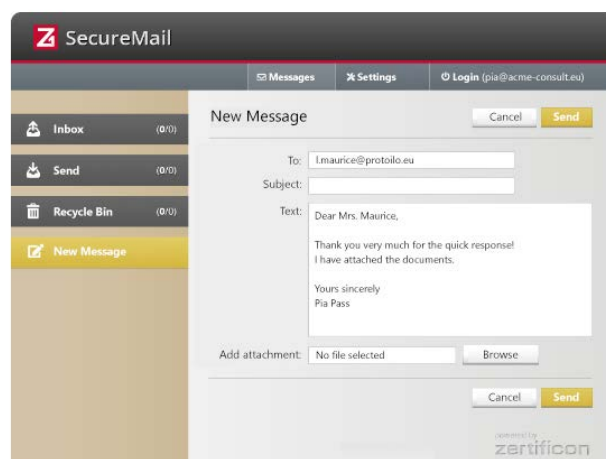 Z SecureMail
Messages Settings Login (pia@acme-consult.eu)
New Message Cancel Send
Inbox (0/0)
Send (0/0)
Recycle Bin (0/0)
New Message
To: l.maurice@protoilo.eu
Subject:
Text: Dear Mrs. Maurice,
Thank you very much for the quick response!
I have attached the documents.
Yours sincerely
Pia Pass
Add attachment: No file selected Browse
Cancel Send
powered by
zertificon